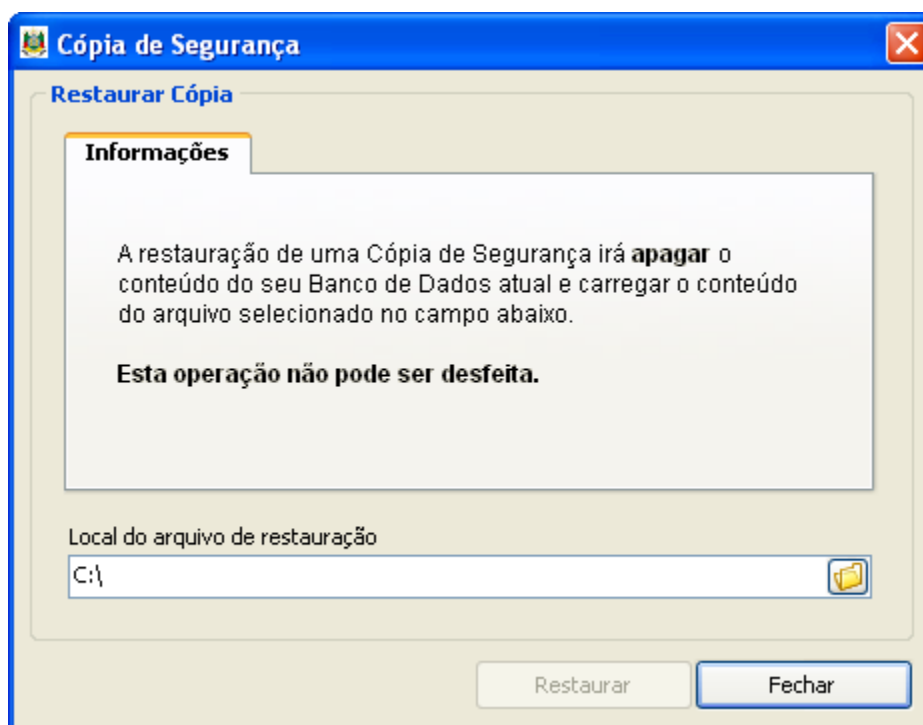 Cópia de Segurança
Restaurar Cópia
Informações
A restauração de uma Cópia de Segurança irá apagar o
conteúdo do seu Banco de Dados atual e carregar o conteúdo
do arquivo selecionado no campo abaixo.
Esta operação não pode ser desfeita.
Local do arquivo de restauração
C:\
Restaurar
Fechar